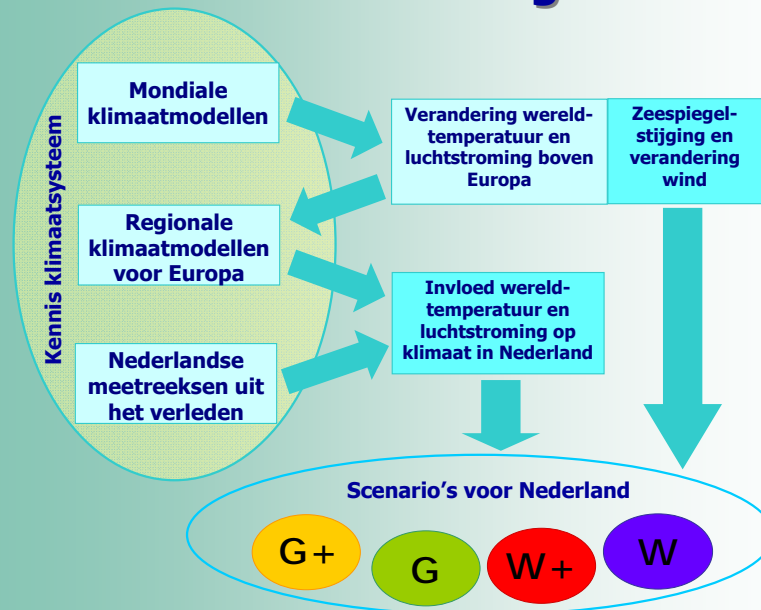 Kennis klimaatsysteem
Mondiale
klimaatmodellen
Verandering wereld-
temperatuur en
luchtstroming boven
Europa
Zeespiegel-
stijging en
verandering
wind
Regionale
klimaatmodellen
voor Europa
Invloed wereld-
temperatuur en
luchtstroming op
klimaat in Nederland
Nederlandse
meetreeksen uit
het verleden
Scenario's voor Nederland
G+
G
W+
W